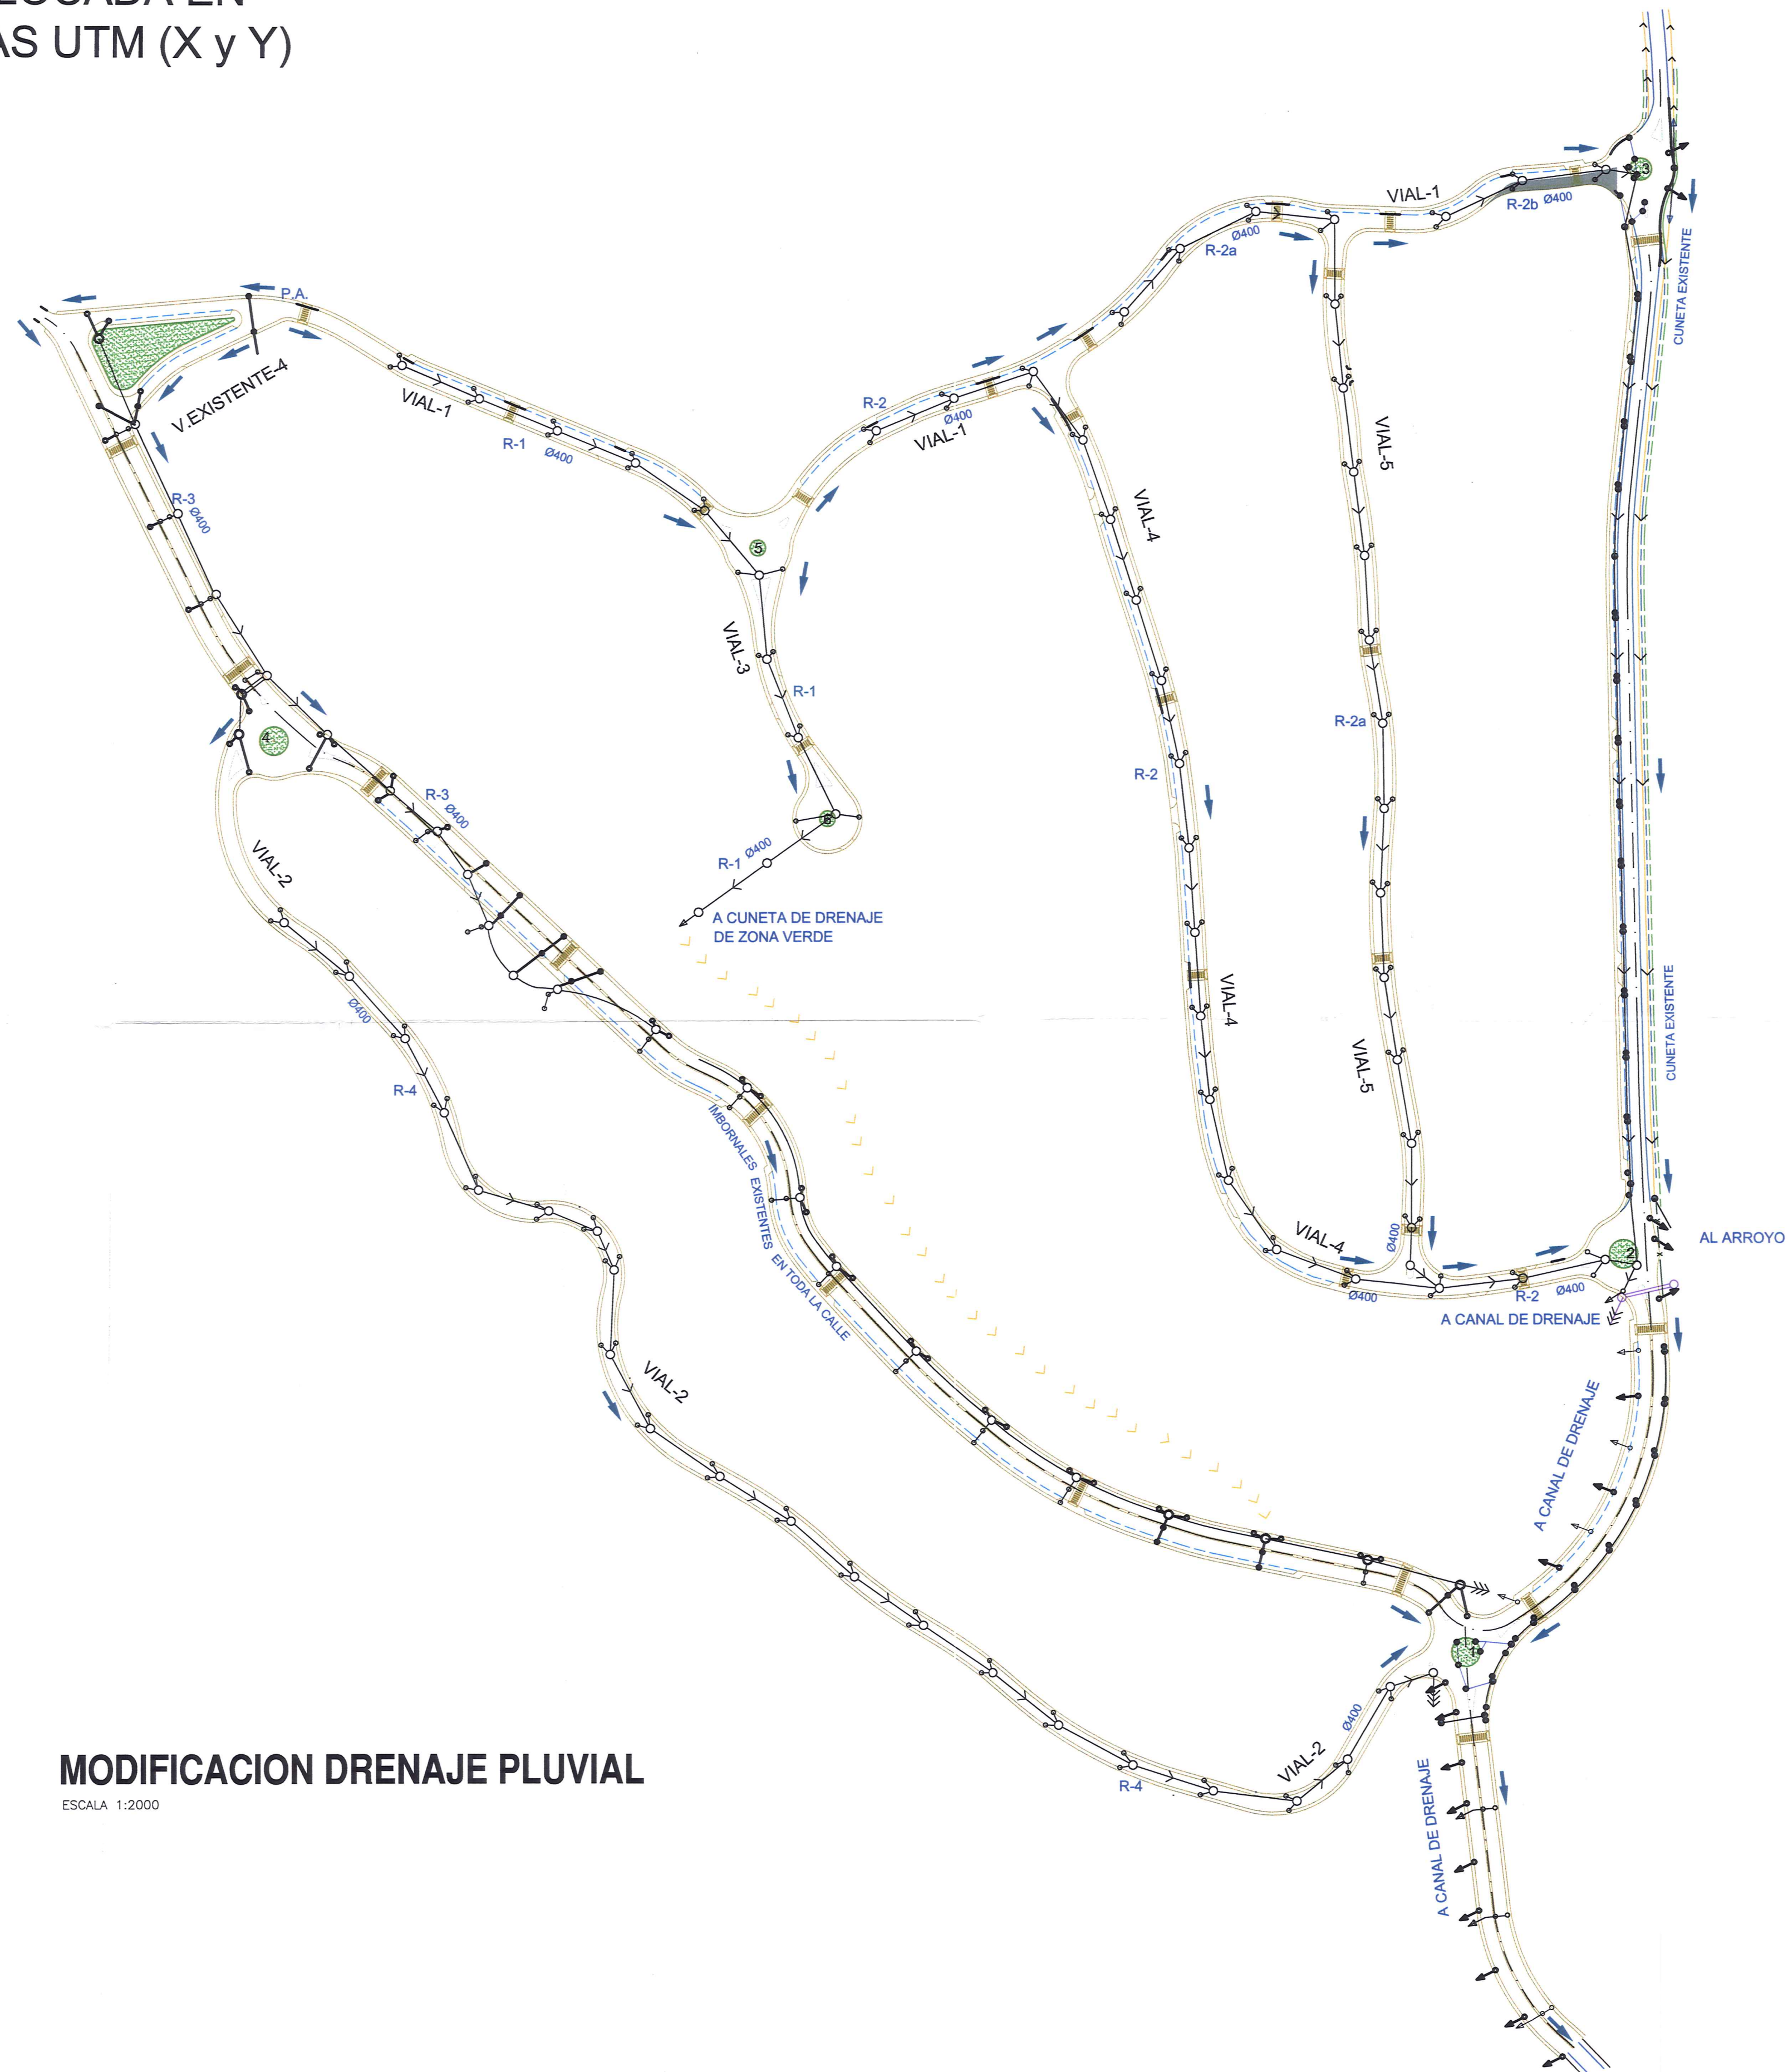 AS UTM (X y Y)
VIAL-1
R-2b Ø400
3
R-2a
Ø400
CUNETA EXISTENTE
P.A.
V.EXISTENTE-4
VIAL-1
R-1
Ø400
R-2
Ø400
VIAL-1
VIAL-5
R-3
Ø400
VIAL-4
5
VIAL-3
R-1
R-2a
4
R-2
R-3
Ø400
6
R-1 Ø400
VIAL-2
A CUNETA DE DRENAJE
DE ZONA VERDE
Ø400
VIAL-4
CUNETA EXISTENTE
VIAL-5
R-4
IMBORNALES EXISTENTES EN TODA LA CALLE
VIAL-4
Ø400
2
AL ARROYO
Ø400
R-2
Ø400
A CANAL DE DRENAJE
VIAL-2
A CANAL DE DRENAJE
1
Ø400
VIAL-2
R-4
A CANAL DE DRENAJE
MODIFICACION DRENAJE PLUVIAL
ESCALA 1:2000